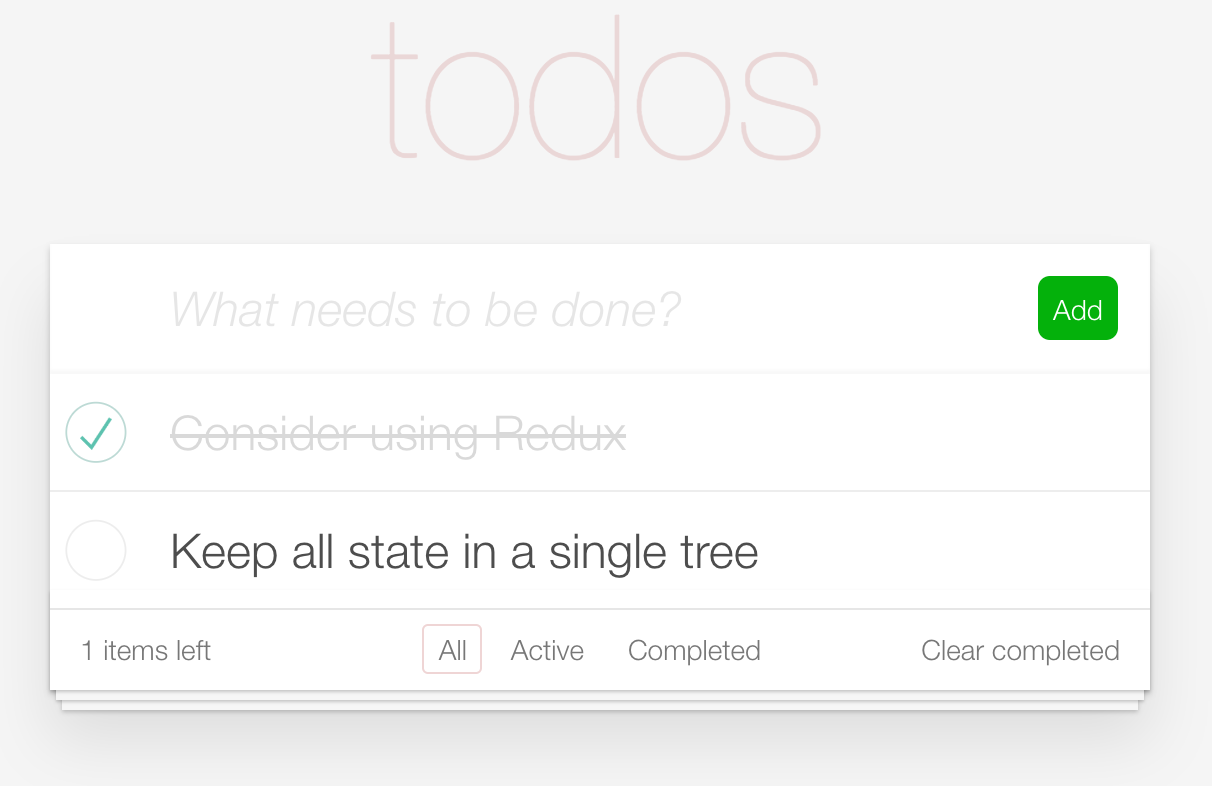 todos
What needs to be done? Add
Consider using Redux
Keep all state in a single tree
1 items left All Active Completed Clear completed